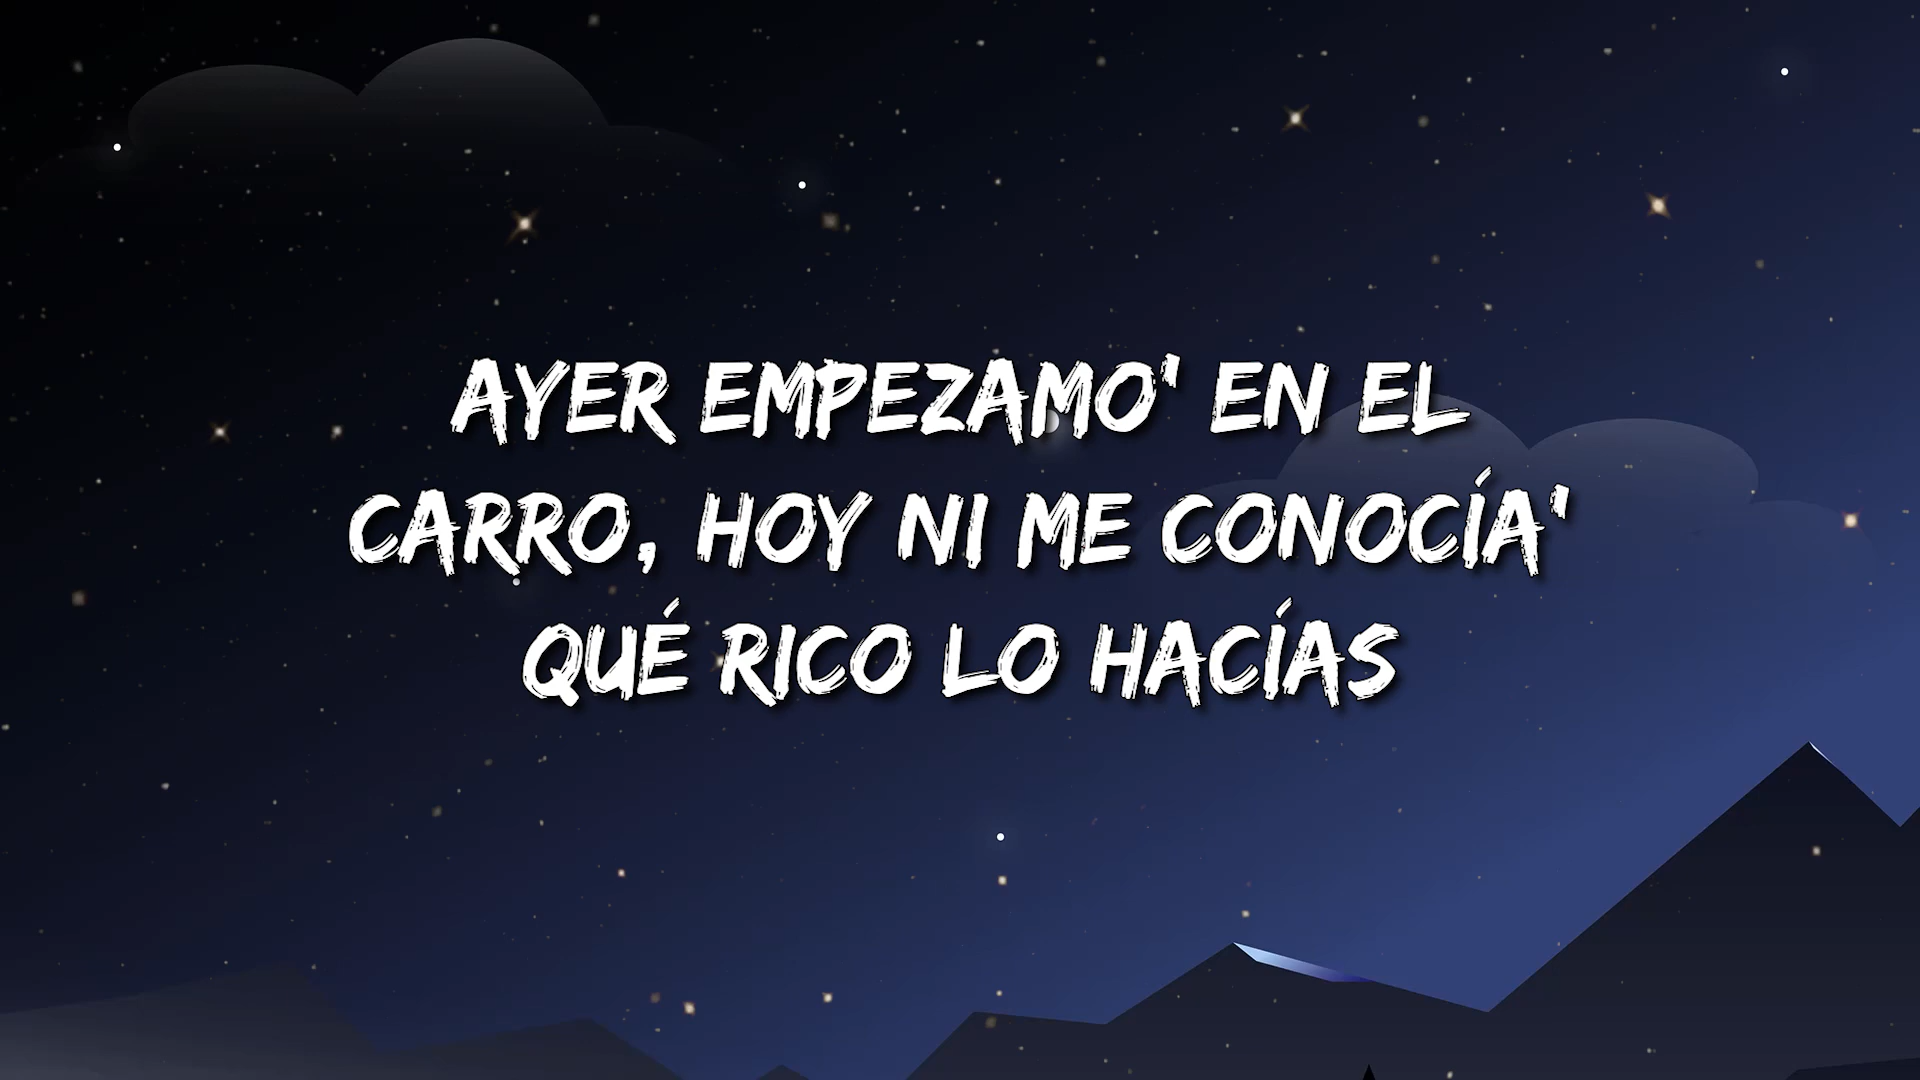 AYER EMPEZAMO' EN EL
CARRO, HOY NI ME CONOCÍA'
QUÉ RICO LO HACÍAS